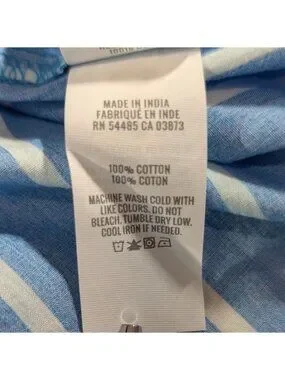 MADE IN INDIA
FABRIQUÉ EN INDE
RN 54485 CA 03873
100% COTTON
100% COTON
MACHINE WASH COLD WITH
LIKE COLORS. DO NOT
BLEACH. TUMBLE DRY LOW.
COOL IRON IF NEEDED.